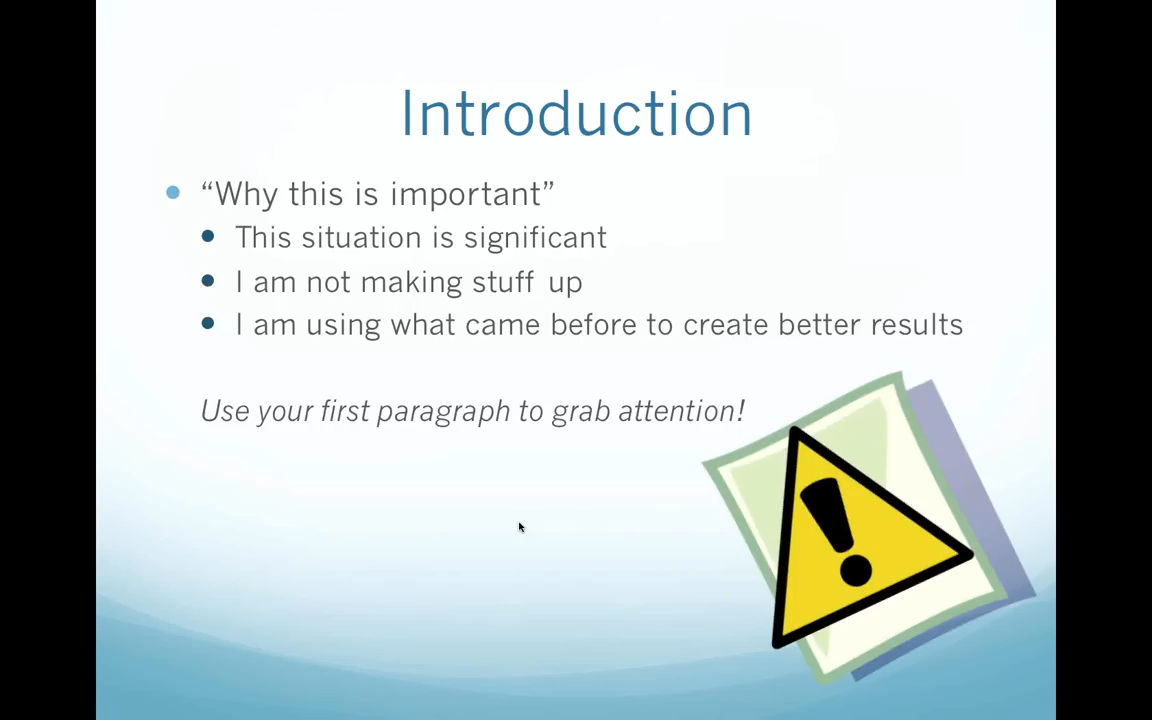 Introduction
“Why this is important”
This situation is significant
I am not making stuff up
I am using what came before to create better results
Use your first paragraph to grab attention!